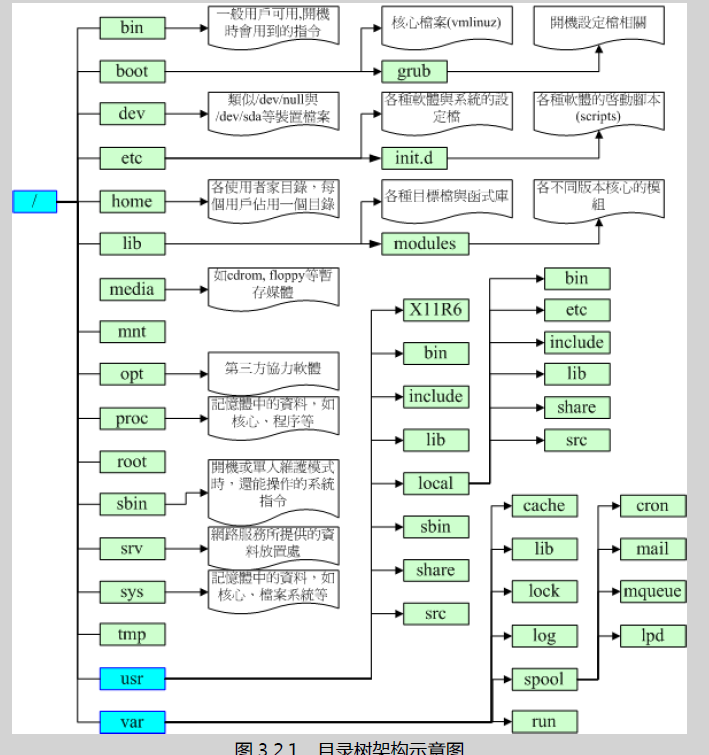 /
bin
一般用戶可用,開機
時會用到的指令
核心檔案(vmlinuz)
開機設定檔相關
boot
grub
dev
類似/dev/null與
/dev/sda等裝置檔案
各種軟體與系統的設
定檔
各種軟體的啓動腳本
(scripts)
etc
init.d
home
各使用者家目錄，每
個用戶佔用一個目錄
各種目標檔與函式庫
各不同版本核心的模
組
lib
modules
media
如cdrom, floppy等暫
存媒體
mnt
opt
第三方協力軟體
proc
記憶體中的資料，如
核心、程序等
root
sbin
開機或單人維護模式
時，還能操作的系統
指令
srv
網路服務所提供的資
料放置處
sys
記憶體中的資料，如
核心、檔案系統等
tmp
usr
var
X11R6
bin
include
lib
local
sbin
share
src
bin
etc
include
lib
share
src
cache
lib
lock
log
spool
run
cron
mail
mqueue
lpd
图 3.2.1 目录树架构示意图